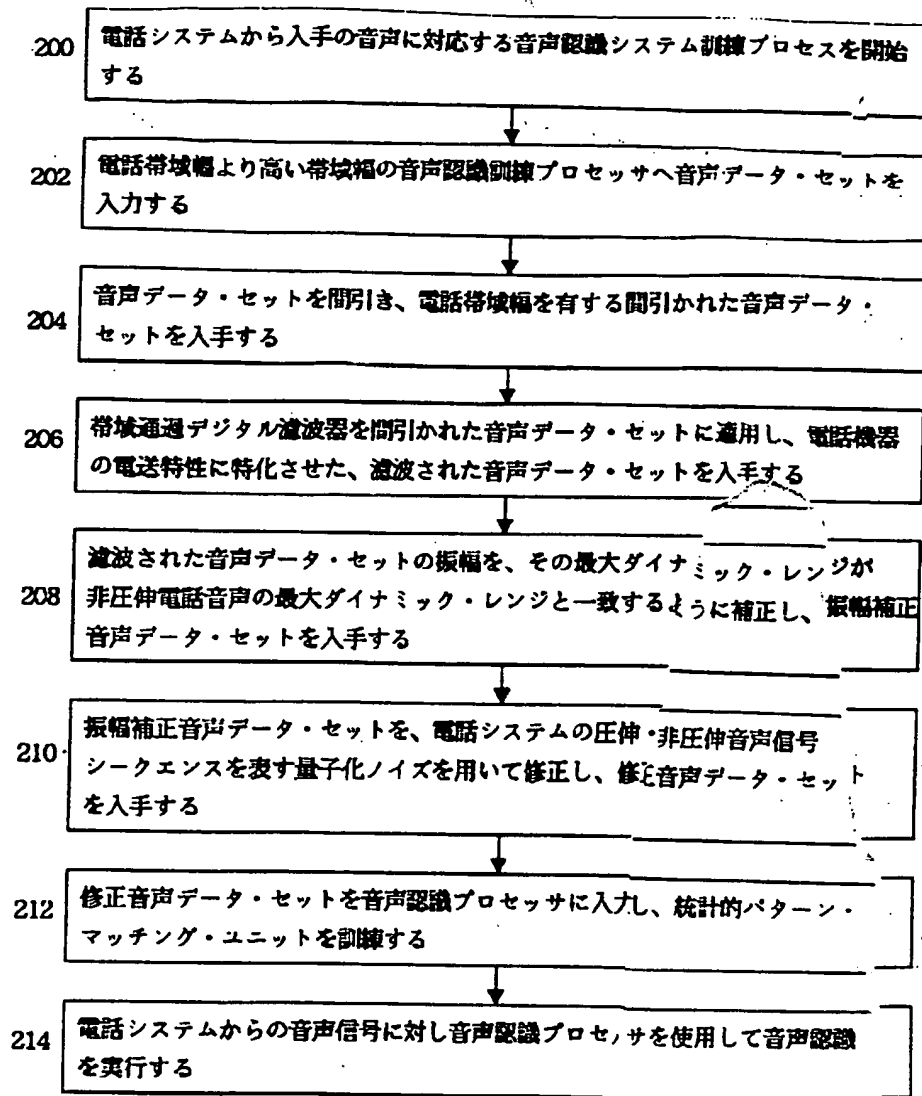 200
電話システムから入手の音声に対応する音声認識システム訓練プロセスを開始
する
202
電話帯域幅より高い帯域幅の音声認識訓練プロセッサへ音声データ・セットを
入力する
204
音声データ・セットを間引き、電話帯域幅を有する間引かれた音声データ・
セットを入手する
206
帯域通過デジタル濾波器を間引かれた音声データ・セットに適用し、電話機器
の電送特性に特化させた、濾波された音声データ・セットを入手する
208
濾波された音声データ・セットの振幅を、その最大ダイナミック・レンジが
非圧伸電話音声の最大ダイナミック・レンジと一致するように補正し、振幅補正
音声データ・セットを入手する
210
振幅補正音声データ・セットを、電話システムの圧伸・非圧伸音声信号
シークエンスを表す量子化ノイズを用いて修正し、修正音声データ・セット
を入手する
212
修正音声データ・セットを音声認識プロセッサに入力し、統計的パターン・
マッチング・ユニットを訓練する
214
電話システムからの音声信号に対し音声認識プロセッサを使用して音声認識
を実行する